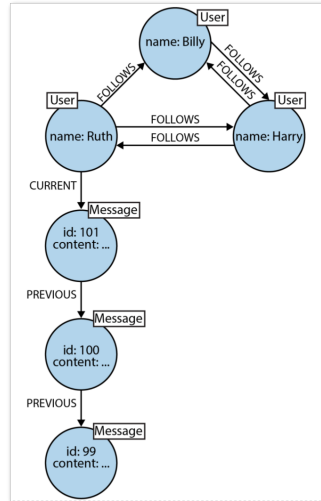 User
name: Billy
FOLLOWS
FOLLOWS
FOLLOWS
User
User
name: Ruth
FOLLOWS
FOLLOWS
name: Harry
CURRENT
Message
id: 101
content: ...
PREVIOUS
Message
id: 100
content: ...
PREVIOUS
Message
id: 99
content: ...